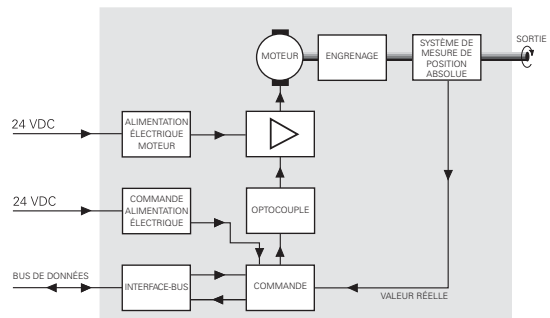 SORTIE
MOTEUR
ENGRENAGE
SYSTÈME DE
MESURE DE
POSITION
ABSOLUE
24 VDC
ALIMENTATION
ÉLECTRIQUE
MOTEUR
24 VDC
COMMANDE
ALIMENTATION
ÉLECTRIQUE
OPTOCOUPLE
BUS DE DONNÉES
INTERFACE-BUS
COMMANDE
VALEUR RÉELLE